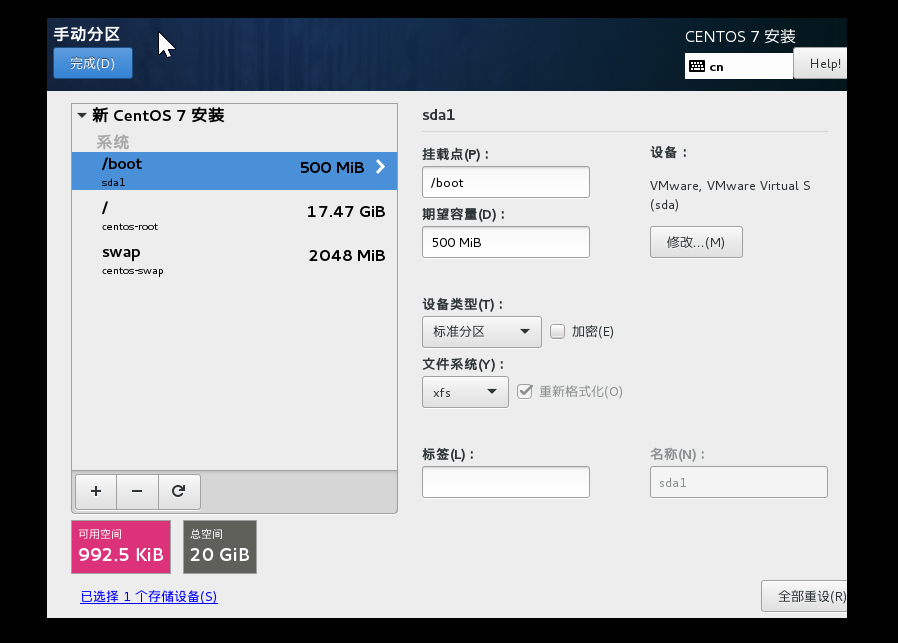 手动分区
完成(D)
CENTOS 7 安装
cn
Help!
新 CentOS 7 安装
系统
/boot
500 MiB
sda1
/
17.47 GiB
centos-root
swap
2048 MiB
centos-swap
可用空间
992.5 KiB
总空间
20 GiB
已选择 1 个存储设备(S)
sda1
挂载点(P)：
/boot
期望容量(D)：
500 MiB
设备：
VMware, VMware Virtual S
(sda)
修改...(M)
设备类型(T)：
标准分区
加密(E)
文件系统(Y)：
xfs
重新格式化(O)
标签(L)：
名称(N)：
sda1
全部重设(R)